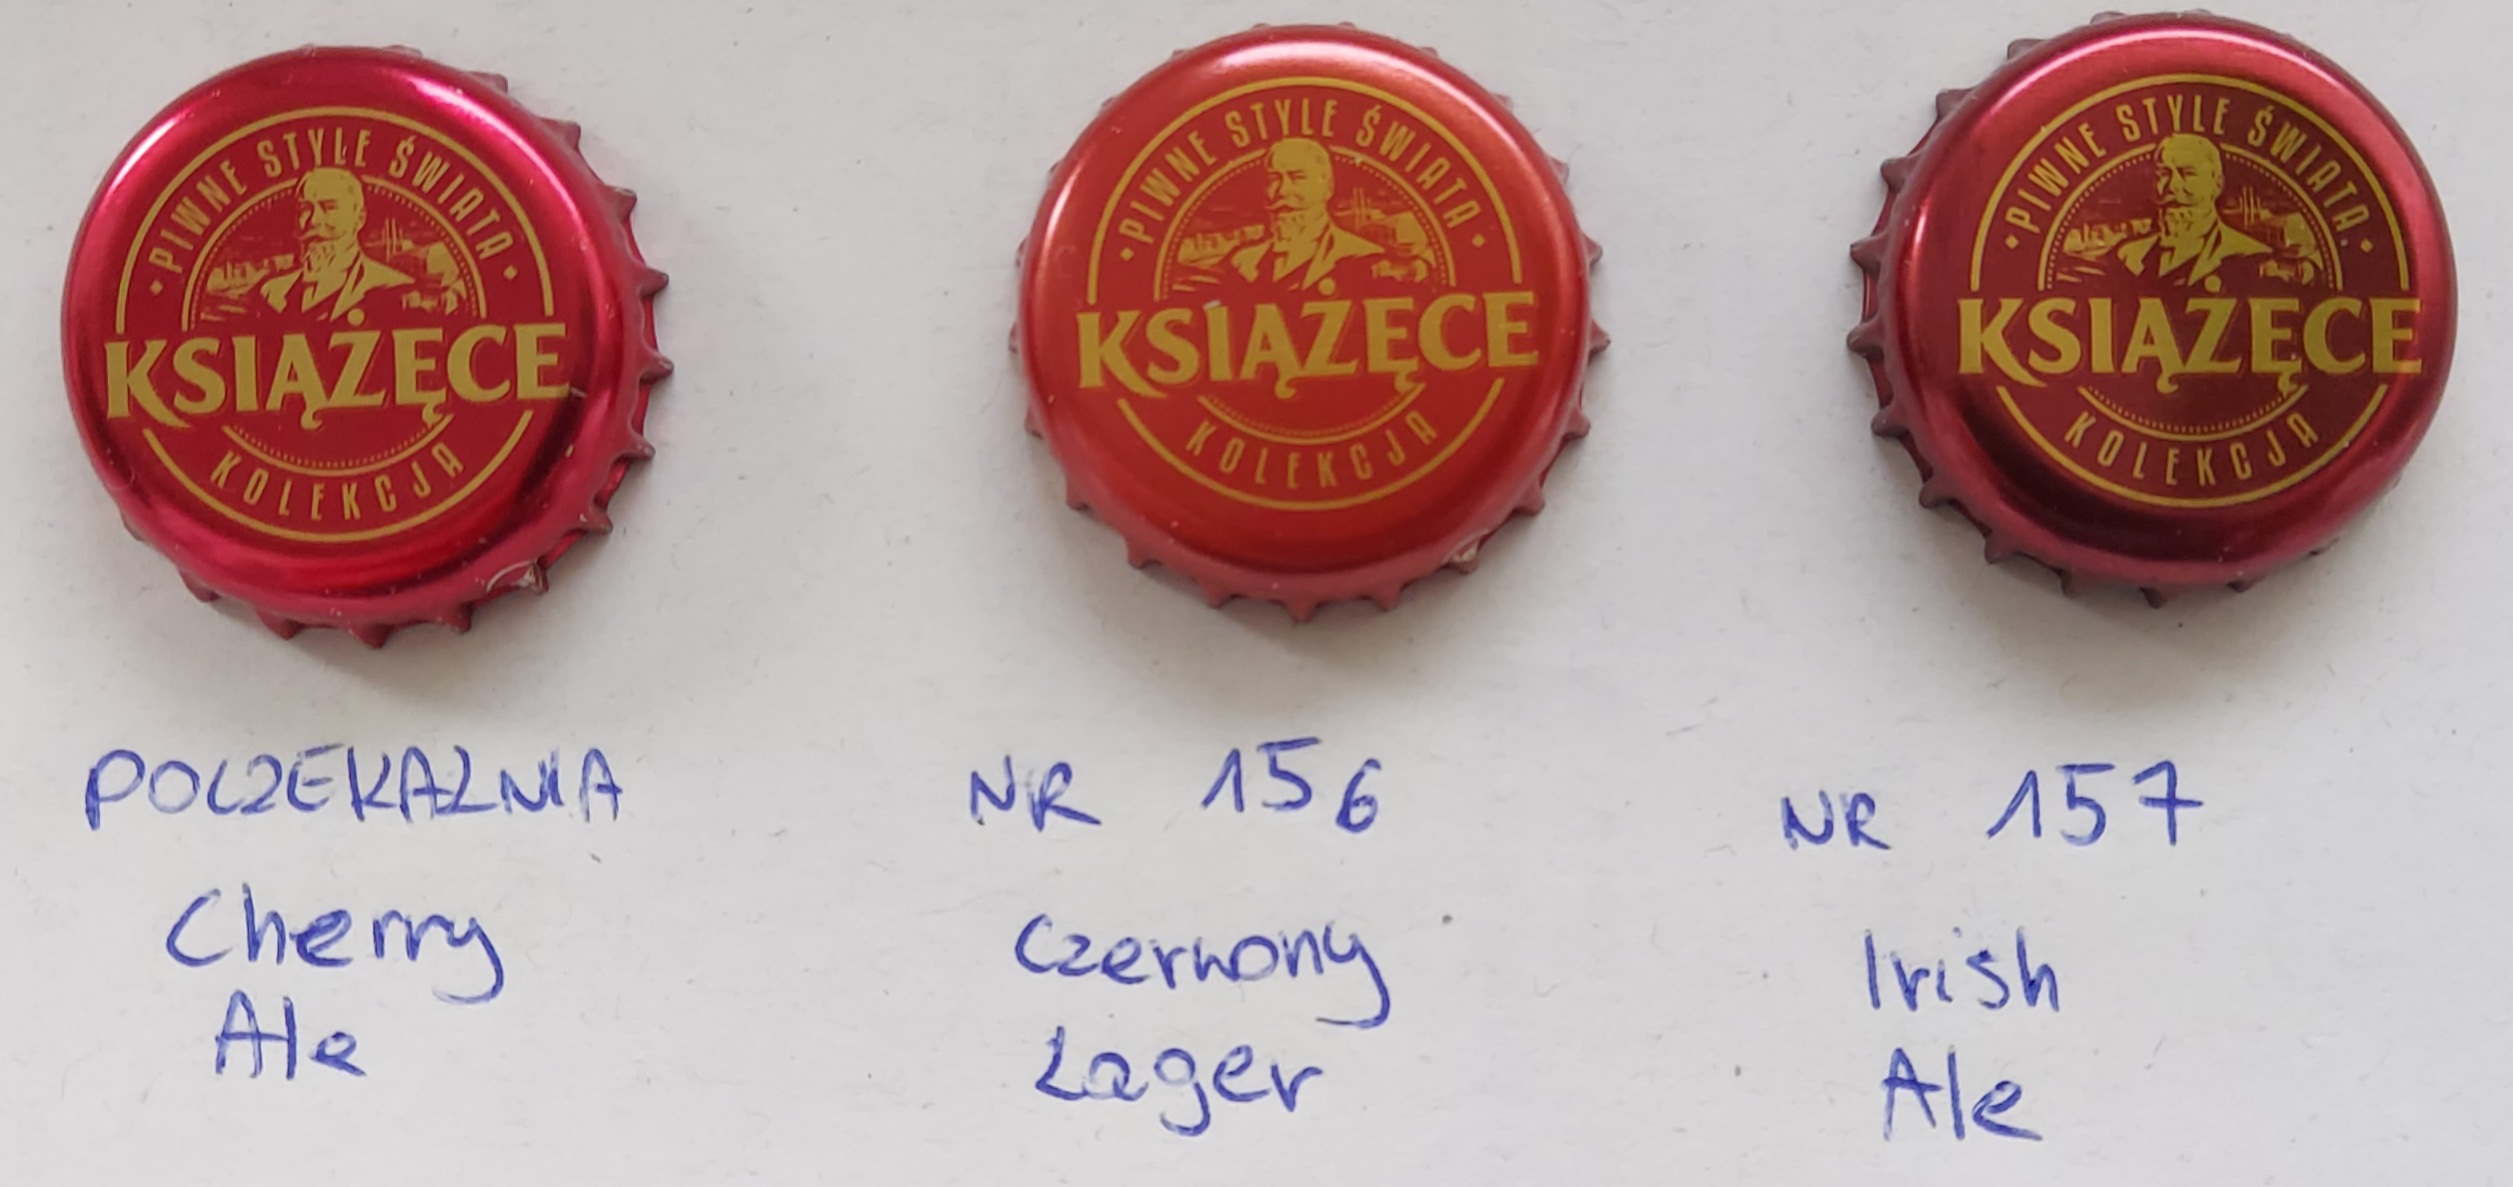 PIWNE STYLE ŚWIATA
KSIĄŻĘCE
KOLEKCJA
PIWNE STYLE ŚWIATA
KSIĄŻĘCE
KOLEKCJA
PIWNE STYLE ŚWIATA
KSIĄŻĘCE
KOLEKCJA
POCZEKALNIA
Cherry
Ale
NR 156
Czerwony
Lager
NR 157
Irish
Ale